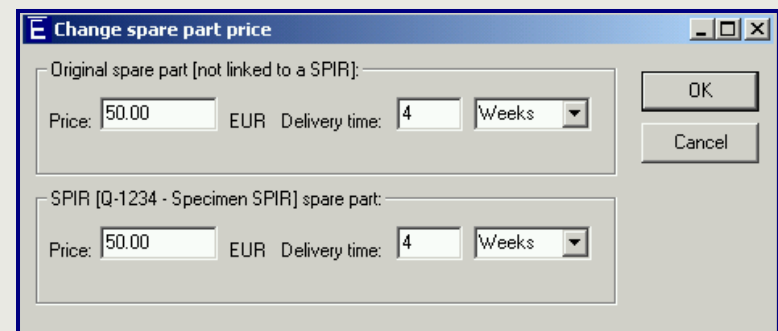 E Change spare part price
Original spare part [not linked to a SPIR]:
OK
Price: 50.00 EUR Delivery time: 4 Weeks
Cancel
SPIR [Q-1234 - Specimen SPIR] spare part:
Price: 50.00 EUR Delivery time: 4 Weeks